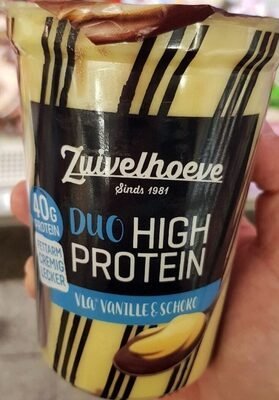 Zuivelhoeve
Sinds 1981
40G
PROTEIN
FETTARM
CREMIG
LECKER
DUO HIGH
PROTEIN
VLA* VANILLE & SCHOKO